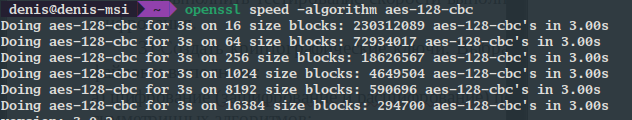 denis@denis-msi ~ openssl speed -algorithm aes-128-cbc
Doing aes-128-cbc for 3s on 16 size blocks: 230312089 aes-128-cbc's in 3.00s
Doing aes-128-cbc for 3s on 64 size blocks: 72934017 aes-128-cbc's in 3.00s
Doing aes-128-cbc for 3s on 256 size blocks: 18626567 aes-128-cbc's in 3.00s
Doing aes-128-cbc for 3s on 1024 size blocks: 4649504 aes-128-cbc's in 3.00s
Doing aes-128-cbc for 3s on 8192 size blocks: 590696 aes-128-cbc's in 3.00s
Doing aes-128-cbc for 3s on 16384 size blocks: 294700 aes-128-cbc's in 3.00s